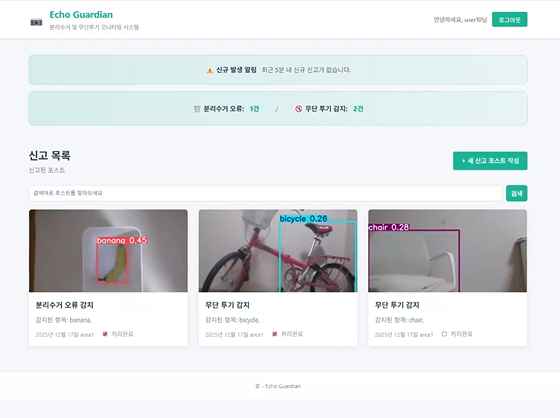 Echo Guardian
분리수거 및 무단투기 모니터링 시스템
안녕하세요, user10님
로그아웃
신규 발생 알림 최근 5분 내 신규 신고가 없습니다.
분리수거 오류: 1건 / 무단 투기 감지: 2건
신고 목록
신고된 포스트
+ 새 신고 포스트 작성
검색어로 포스트를 찾아보세요
검색
banana 0.45
bicycle 0.26
chair 0.28
분리수거 오류 감지
감지된 항목: banana,
2025년 12월 17일 area1 처리완료
무단 투기 감지
감지된 항목: bicycle,
2025년 12월 17일 area1 처리완료
무단 투기 감지
감지된 항목: chair,
2025년 12월 17일 area1 처리완료
© – Echo Guardian